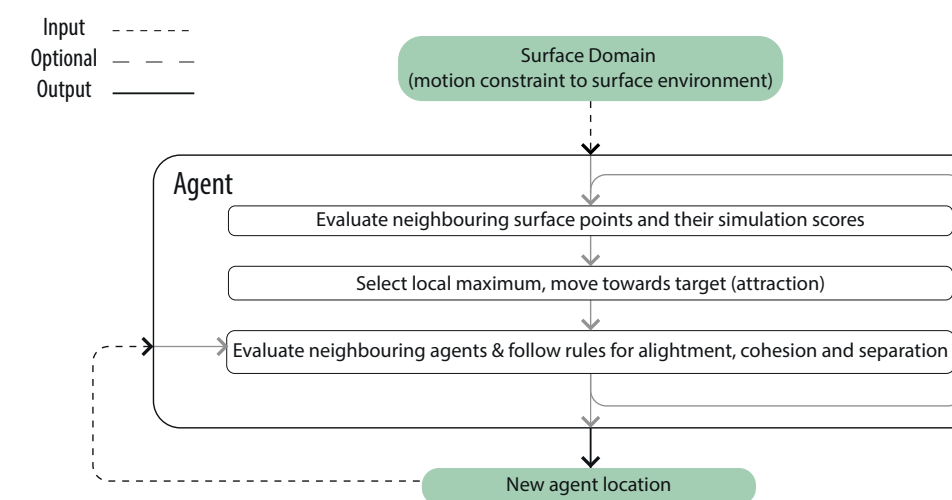 Input
Optional
Output
Surface Domain
(motion constraint to surface environment)
Agent
Evaluate neighbouring surface points and their simulation scores
Select local maximum, move towards target (attraction)
Evaluate neighbouring agents & follow rules for alightment, cohesion and separation
New agent location